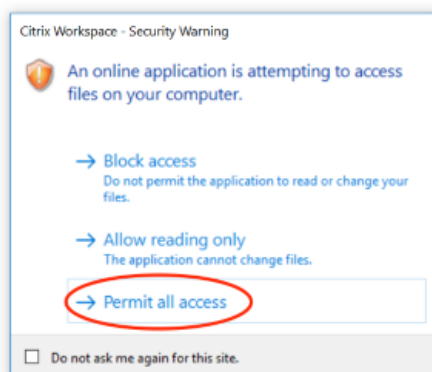 Citrix Workspace - Security Warning
An online application is attempting to access
files on your computer.
Block access
Do not permit the application to read or change your
files.
Allow reading only
The application cannot change files.
Permit all access
Do not ask me again for this site.